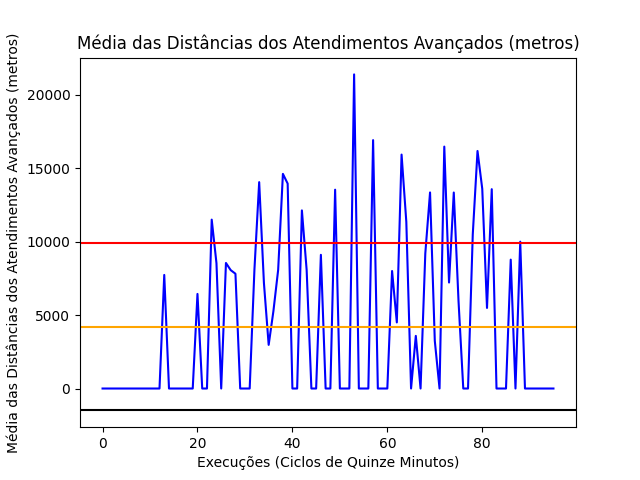 Média das Distâncias dos Atendimentos Avançados (metros)
Média das Distâncias dos Atendimentos Avançados (metros)
20000
15000
10000
5000
0
0 20 40 60 80
Execuções (Ciclos de Quinze Minutos)